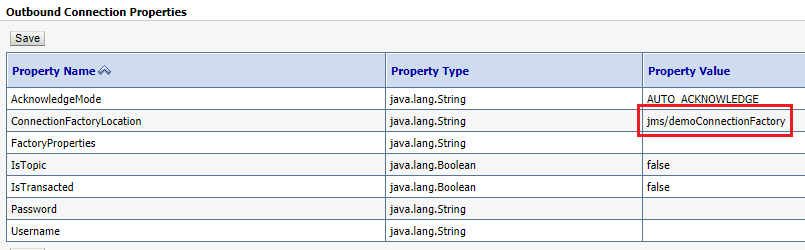 Outbound Connection Properties
Save
Property Name Property Type Property Value
AcknowledgeMode java.lang.String AUTO_ACKNOWLEDGE
ConnectionFactoryLocation java.lang.String jms/demoConnectionFactory
FactoryProperties java.lang.String
IsTopic java.lang.Boolean false
IsTransacted java.lang.Boolean false
Password java.lang.String
Username java.lang.String